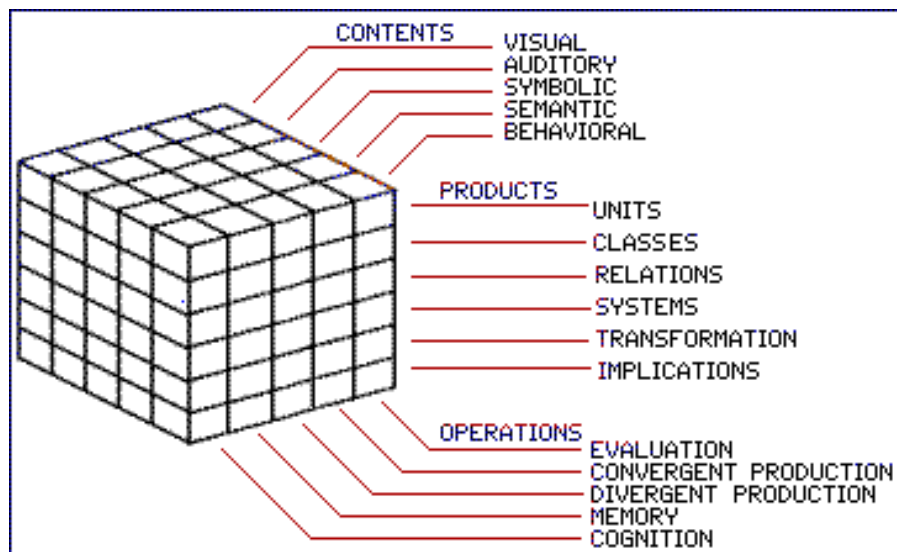 CONTENTS
VISUAL
AUDITORY
SYMBOLIC
SEMANTIC
BEHAVIORAL
PRODUCTS
UNITS
CLASSES
RELATIONS
SYSTEMS
TRANSFORMATION
IMPLICATIONS
OPERATIONS
EVALUATION
CONVERGENT PRODUCTION
DIVERGENT PRODUCTION
MEMORY
COGNITION